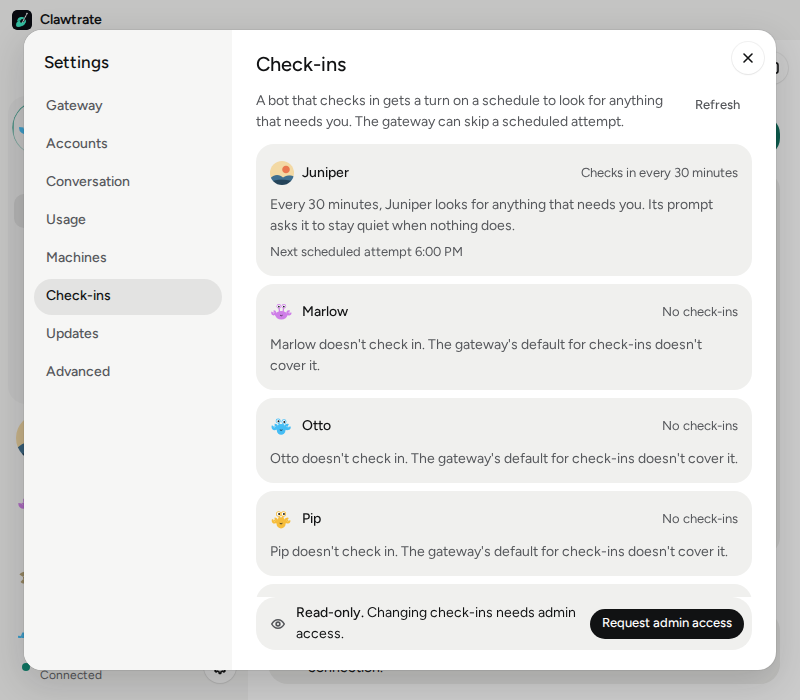 Clawtrate
Settings
Gateway
Accounts
Conversation
Usage
Machines
Check-ins
Updates
Advanced
Check-ins
A bot that checks in gets a turn on a schedule to look for anything
that needs you. The gateway can skip a scheduled attempt.
Refresh
Juniper
Checks in every 30 minutes
Every 30 minutes, Juniper looks for anything that needs you. Its prompt
asks it to stay quiet when nothing does.
Next scheduled attempt 6:00 PM
Marlow
No check-ins
Marlow doesn't check in. The gateway's default for check-ins doesn't
cover it.
Otto
No check-ins
Otto doesn't check in. The gateway's default for check-ins doesn't cover it.
Pip
No check-ins
Pip doesn't check in. The gateway's default for check-ins doesn't cover it.
Read-only. Changing check-ins needs admin
access.
Request admin access
Connected
connection.